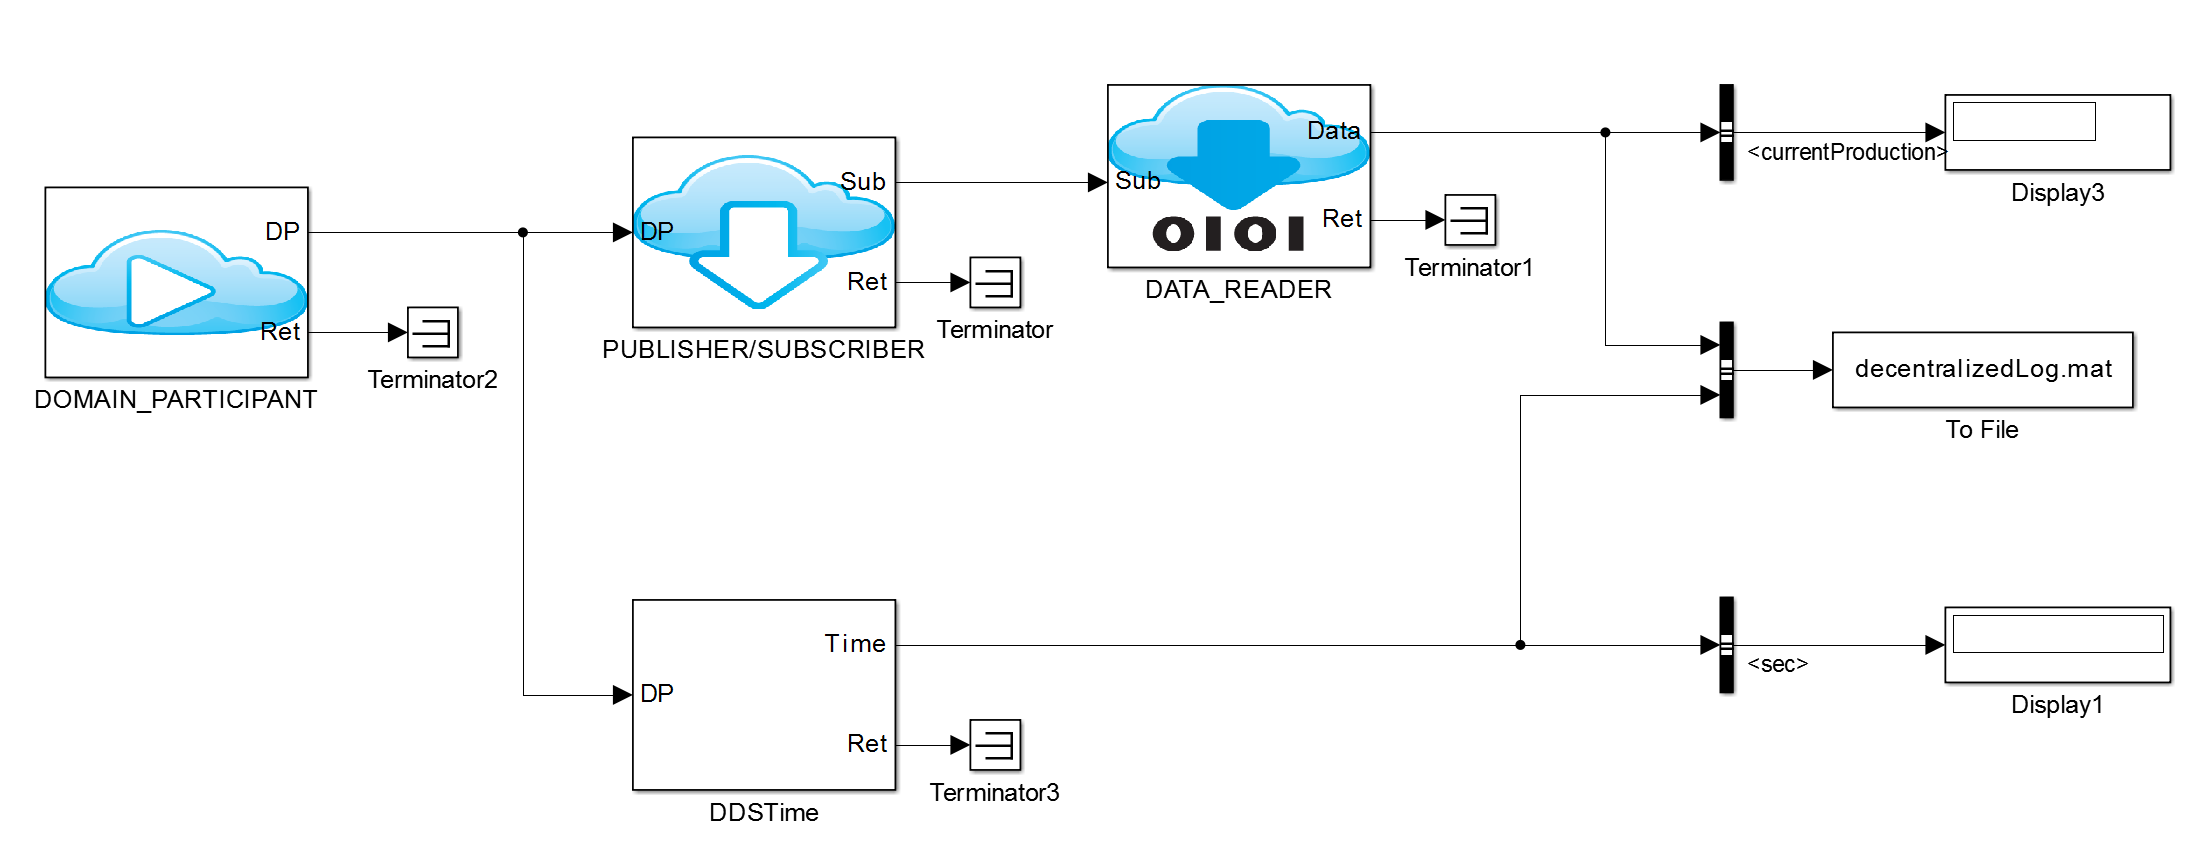 DP
Ret
DOMAIN_PARTICIPANT
Terminator2
DP
Sub
Ret
PUBLISHER/SUBSCRIBER
Terminator
Sub
Data
Ret
0101
DATA_READER
Terminator1
<currentProduction>
Display3
decentralizedLog.mat
To File
DP
Time
Ret
DDSTime
Terminator3
<sec>
Display1